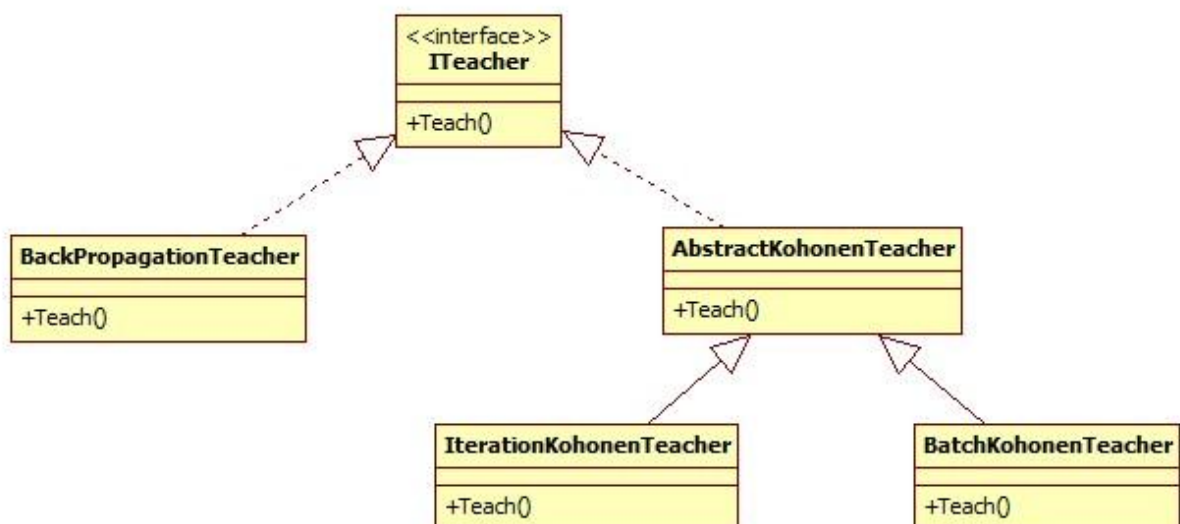 <<interface>>
ITeacher
+Teach()
BackPropagationTeacher
+Teach()
AbstractKohonenTeacher
+Teach()
IterationKohonenTeacher
+Teach()
BatchKohonenTeacher
+Teach()